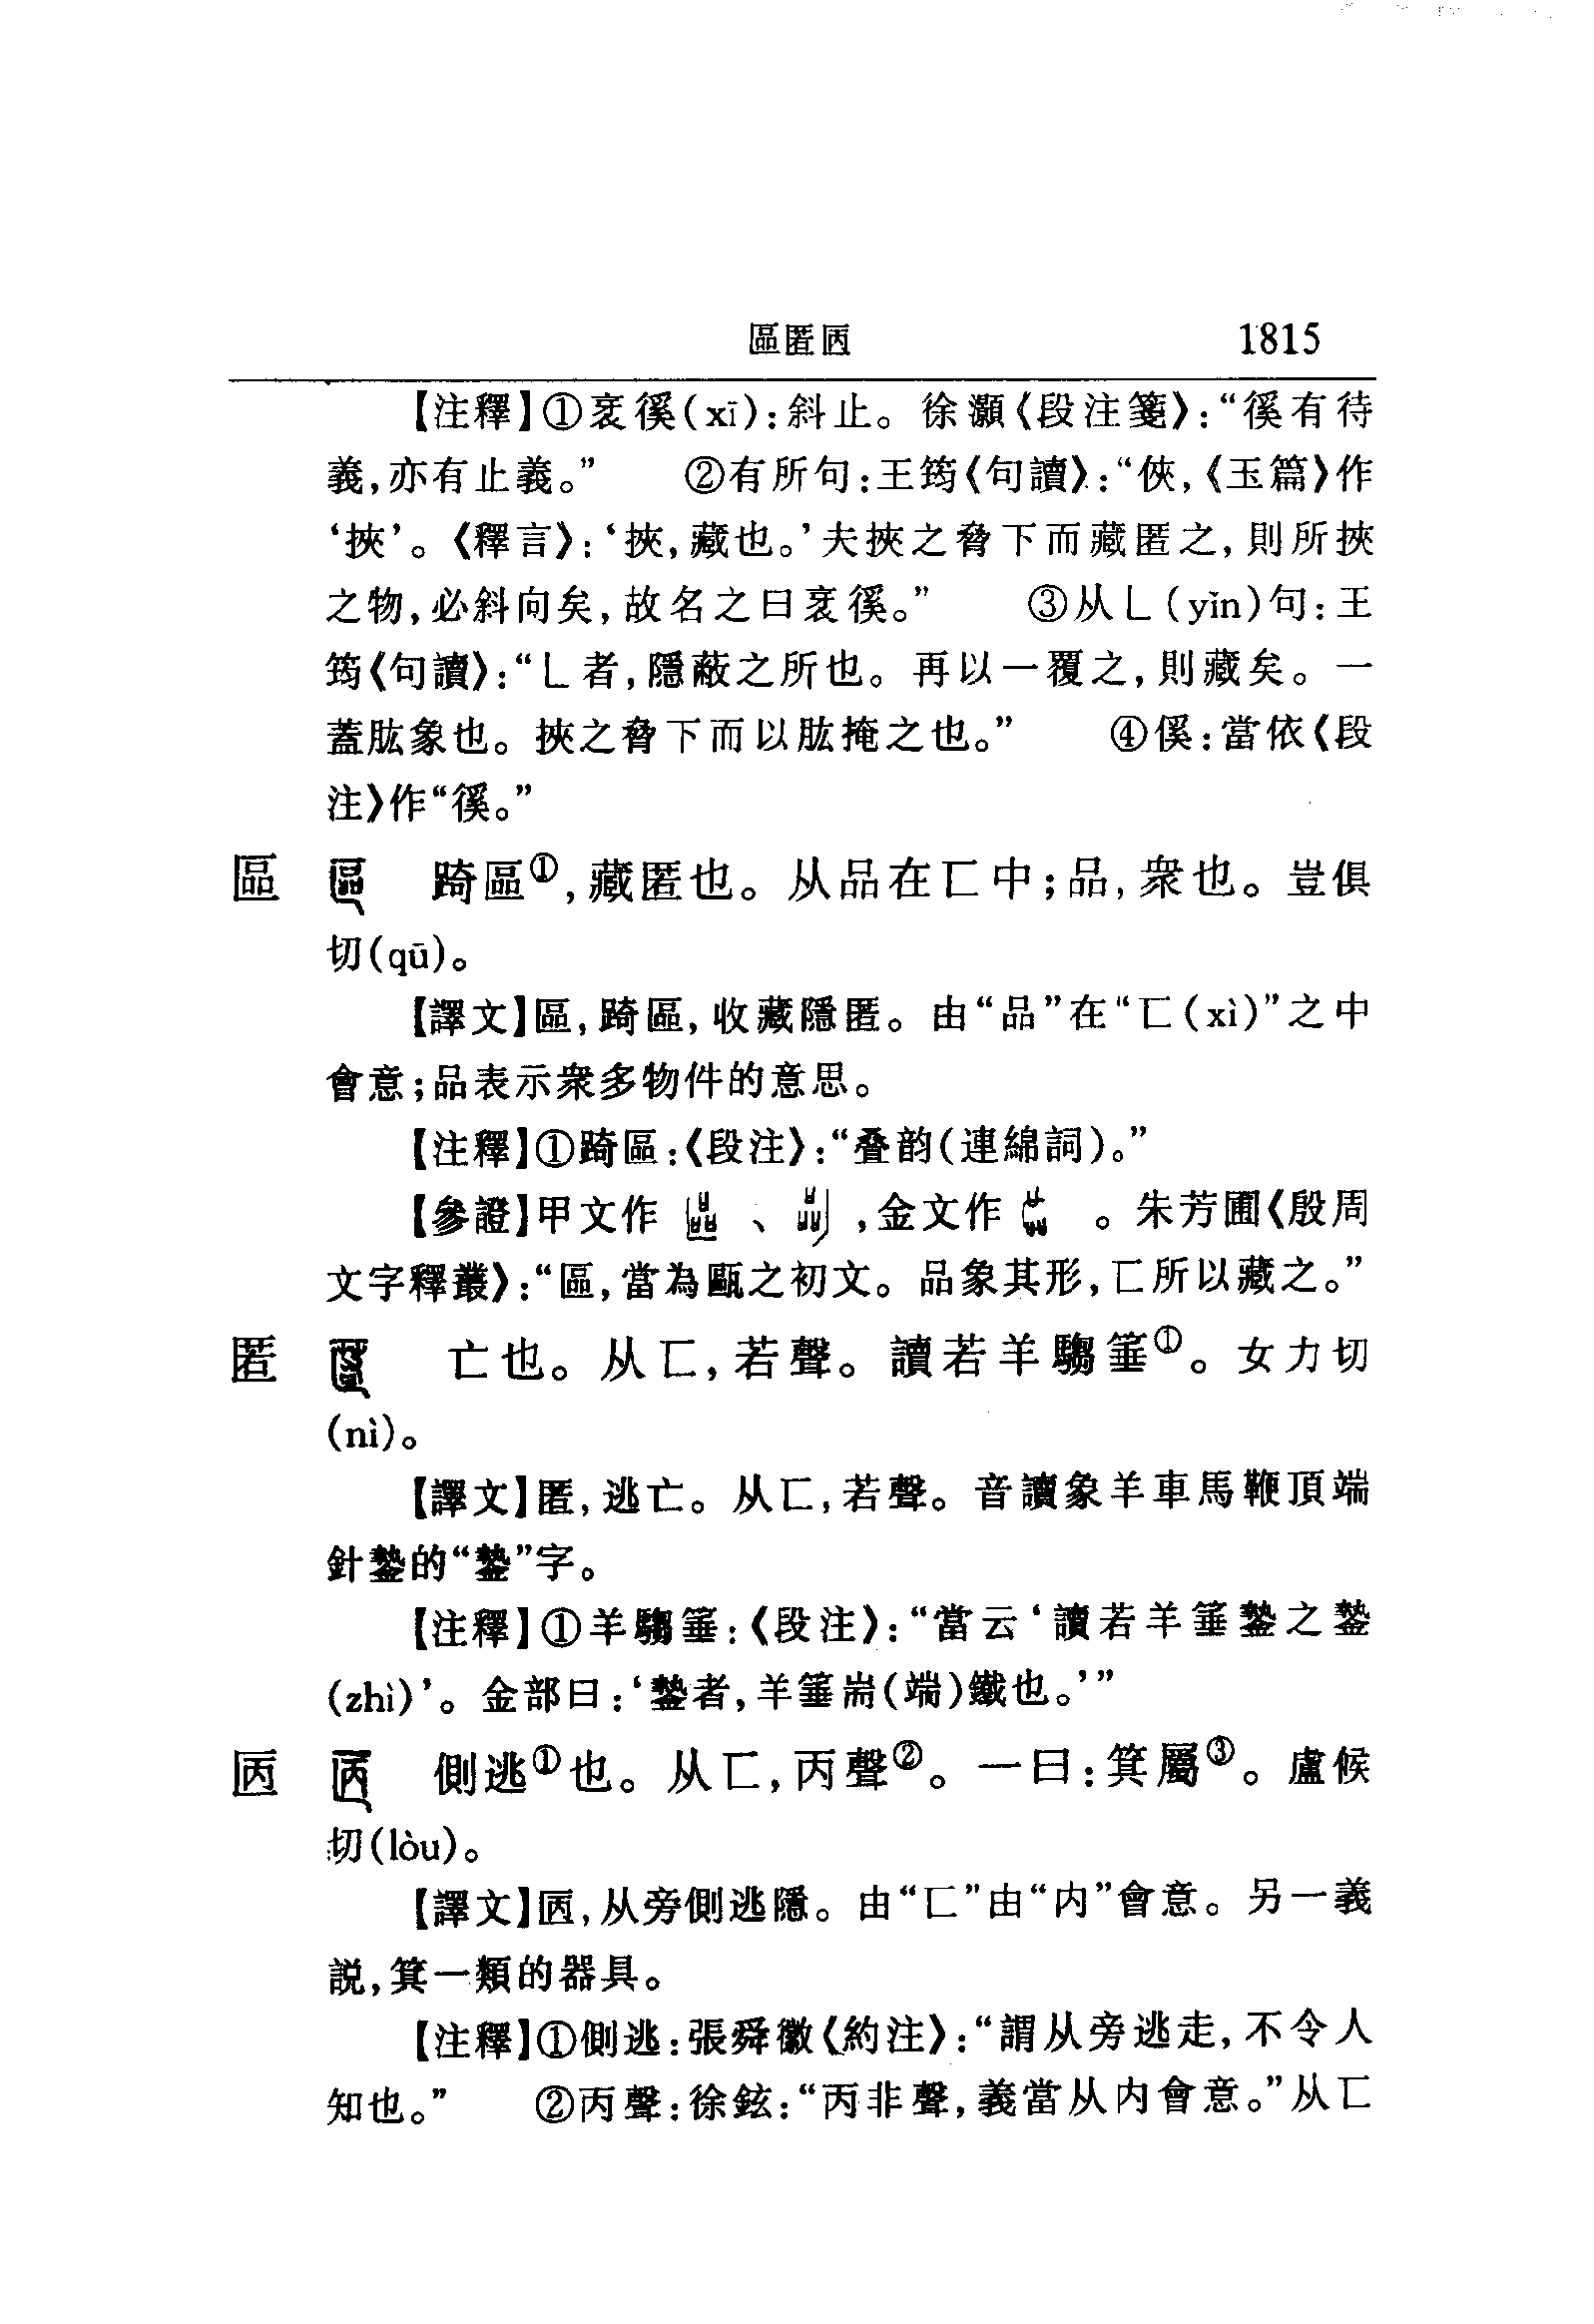 區匿㔷 1815
【注釋】①衺徯(xī):斜止。徐灝《段注箋》:“徯有待
義,亦有止義。” ②有所句:王筠《句讀》:“俠,《玉篇》作
‘挾’。《釋言》:‘挾,藏也。’夫挾之脅下而藏匿之,則所挾
之物,必斜向矣,故名之曰衺徯。” ③从乚(yǐn)句:王
筠《句讀》:“乚者,隱蔽之所也。再以一覆之,則藏矣。一
蓋肱象也。挾之脅下而以肱掩之也。” ④傒:當依《段
注》作“徯。”
區 踦區①,藏匿也。从品在匸中;品,衆也。豈俱
切(qū)。
【譯文】區,踦區,收藏隱匿。由“品”在“匸(xì)”之中
會意;品表示衆多物件的意思。
【注釋】①踦區:《段注》:“叠韵(連綿詞)。”
【參證】甲文作 、 ,金文作 。朱芳圃《殷周
文字釋叢》:“區,當為甌之初文。品象其形,匸所以藏之。”
匿 亡也。从匸,若聲。讀若羊騶箠①。女力切
(nì)。
【譯文】匿,逃亡。从匸,若聲。音讀象羊車馬鞭頂端
針䥍的“䥍”字。
【注釋】①羊騶箠:《段注》:“當云‘讀若羊箠䥍之䥍
(zhì)’。金部曰:‘䥍者,羊箠耑(端)鐵也。’”
㔷 側逃①也。从匸,丙聲②。一曰:箕屬③。盧候
切(lòu)。
【譯文】㔷,从旁側逃隱。由“匸”由“内”會意。另一義
説,箕一類的器具。
【注釋】①側逃:張舜徽《約注》:“謂从旁逃走,不令人
知也。” ②丙聲:徐鉉:“丙非聲,義當从内會意。”从匸